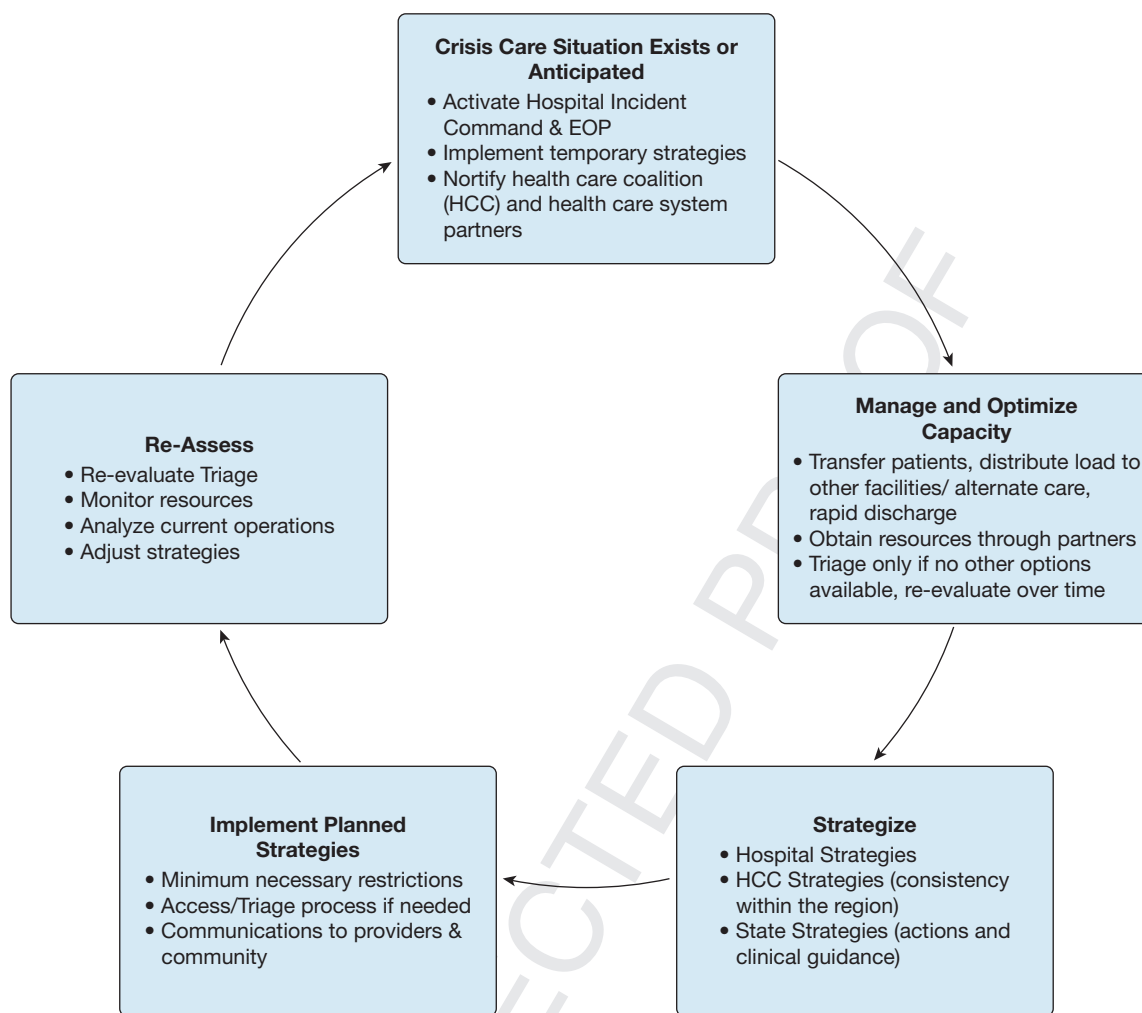 Crisis Care Situation Exists or
Anticipated
• Activate Hospital Incident
Command & EOP
• Implement temporary strategies
• Nortify health care coalition
(HCC) and health care system
partners
Manage and Optimize
Capacity
• Transfer patients, distribute load to
other facilities/ alternate care,
rapid discharge
• Obtain resources through partners
• Triage only if no other options
available, re-evaluate over time
Strategize
• Hospital Strategies
• HCC Strategies (consistency
within the region)
• State Strategies (actions and
clinical guidance)
Implement Planned
Strategies
• Minimum necessary restrictions
• Access/Triage process if needed
• Communications to providers &
community
Re-Assess
• Re-evaluate Triage
• Monitor resources
• Analyze current operations
• Adjust strategies